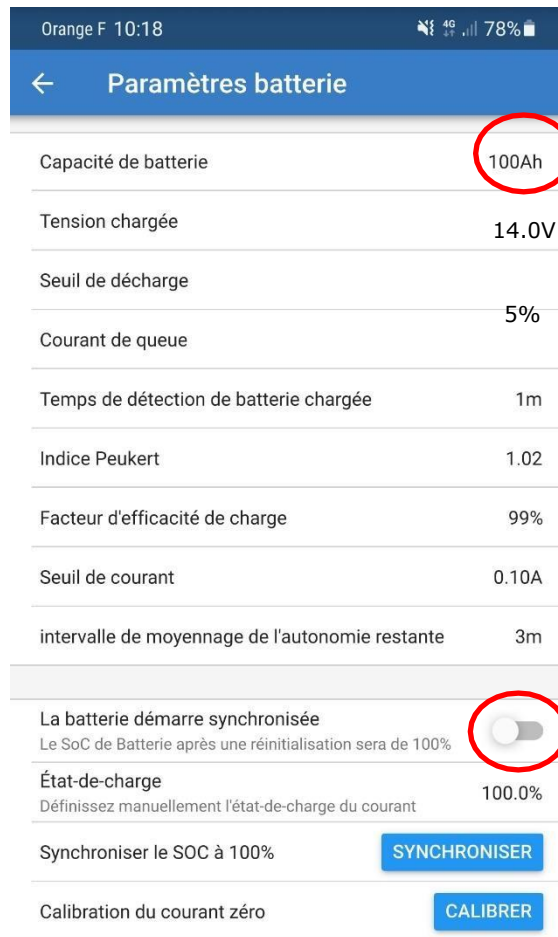 Orange F 10:18 4G 78%
Paramètres batterie
Capacité de batterie 100Ah
Tension chargée 14.0V
Seuil de décharge
5%
Courant de queue
Temps de détection de batterie chargée 1m
Indice Peukert 1.02
Facteur d'efficacité de charge 99%
Seuil de courant 0.10A
intervalle de moyennage de l'autonomie restante 3m
La batterie démarre synchronisée
Le SoC de Batterie après une réinitialisation sera de 100%
État-de-charge 100.0%
Définissez manuellement l'état-de-charge du courant
Synchroniser le SOC à 100% SYNCHRONISER
Calibration du courant zéro CALIBRER